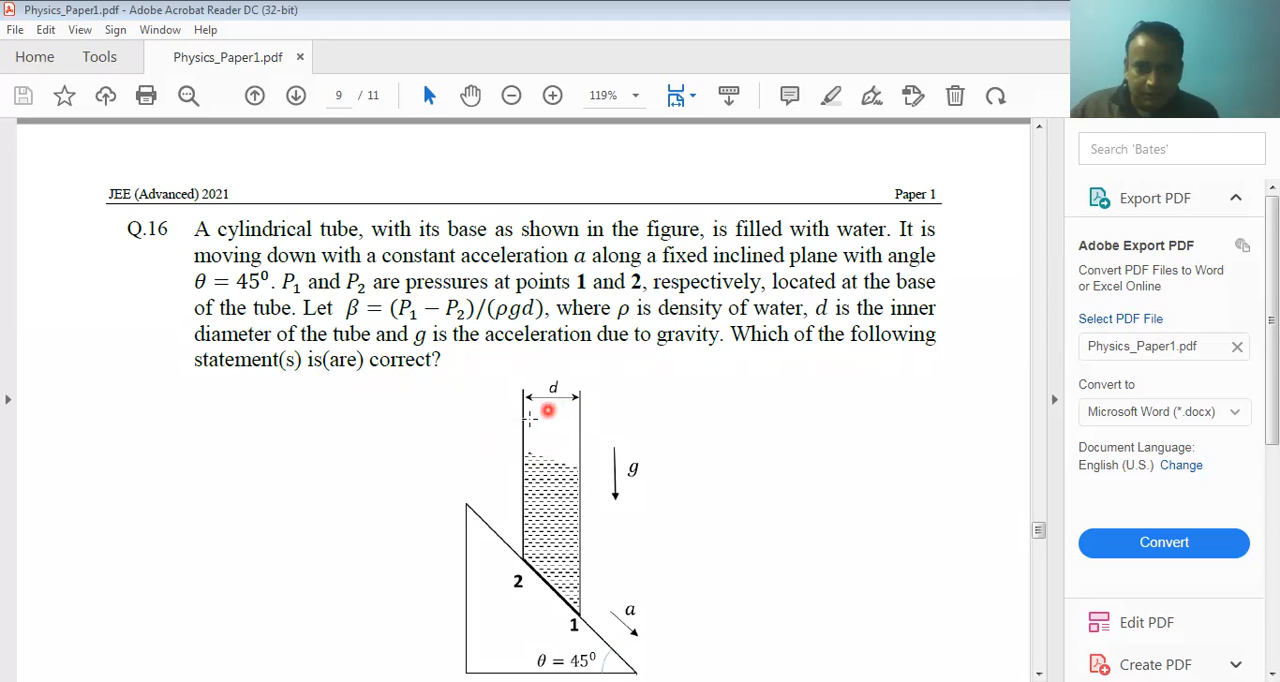 Physics_Paper1.pdf - Adobe Acrobat Reader DC (32-bit)
File Edit View Sign Window Help
Home Tools Physics_Paper1.pdf ×
9 / 11 119%
Search 'Bates'
JEE (Advanced) 2021 Paper 1
Export PDF
Q.16 A cylindrical tube, with its base as shown in the figure, is filled with water. It is
moving down with a constant acceleration a along a fixed inclined plane with angle
θ = 45⁰. P₁ and P₂ are pressures at points 1 and 2, respectively, located at the base
of the tube. Let β = (P₁ − P₂)/(ρgd), where ρ is density of water, d is the inner
diameter of the tube and g is the acceleration due to gravity. Which of the following
statement(s) is(are) correct?
d
g
2
a
1
θ = 45⁰
Adobe Export PDF
Convert PDF Files to Word
or Excel Online
Select PDF File
Physics_Paper1.pdf
Convert to
Microsoft Word (*.docx)
Document Language:
English (U.S.) Change
Convert
Edit PDF
Create PDF